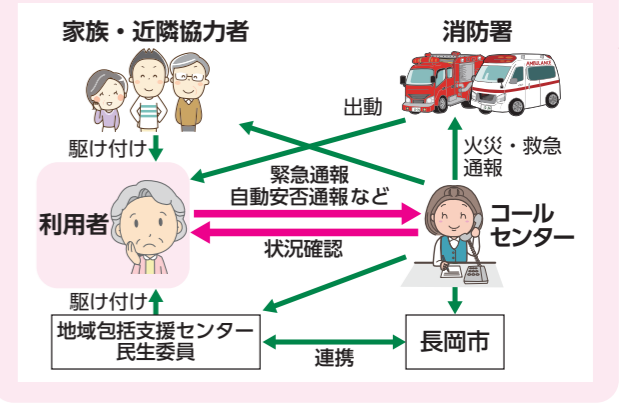 家族・近隣協力者
消防署
AMBULANCE
出動
駆け付け
火災・救急
通報
緊急通報
自動安否通報など
利用者
コール
センター
状況確認
駆け付け
地域包括支援センター
民生委員
連携
長岡市